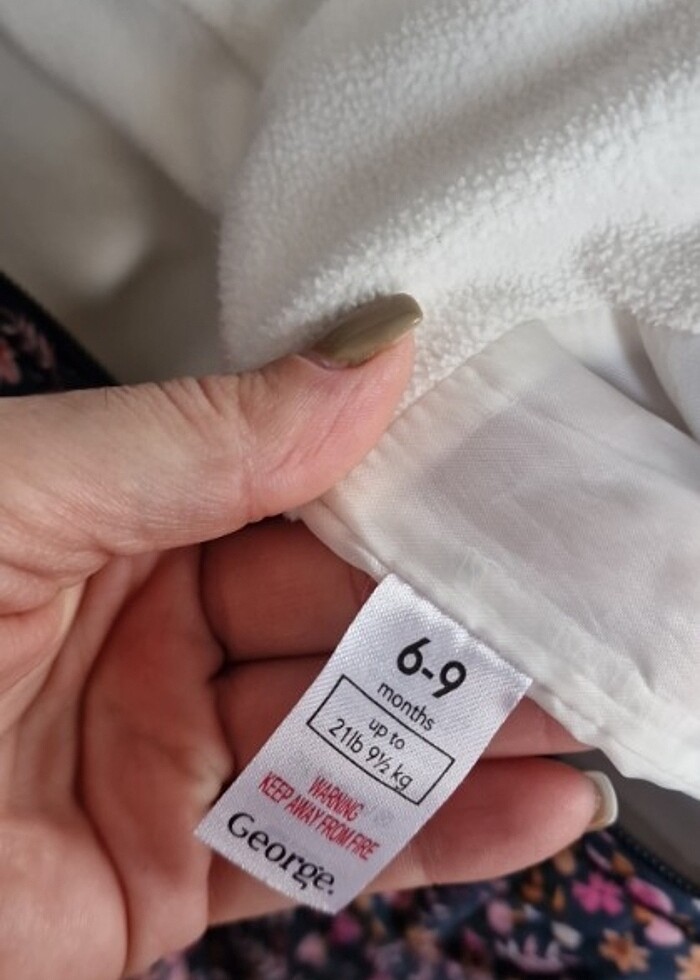 6-9
months
up to
21lb 9½ kg
WARNING
KEEP AWAY FROM FIRE
George.